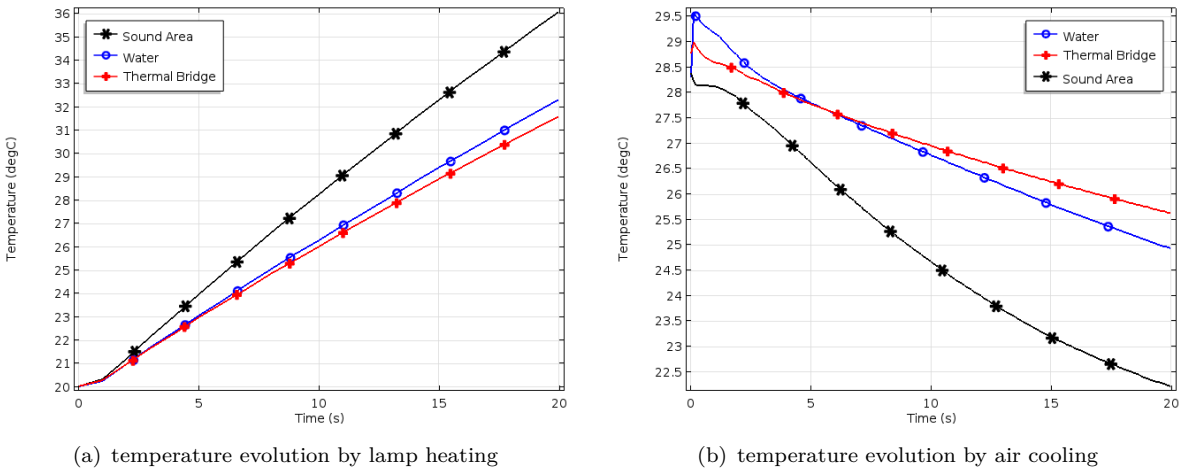 36
35
34
33
32
31
30
29
28
27
26
25
24
23
22
21
20
Temperature (degC)
Sound Area
Water
Thermal Bridge
0 5 10 15 20
Time (s)
(a) temperature evolution by lamp heating
29.5
29
28.5
28
27.5
27
26.5
26
25.5
25
24.5
24
23.5
23
22.5
Temperature (degC)
Water
Thermal Bridge
Sound Area
0 5 10 15 20
Time (s)
(b) temperature evolution by air cooling